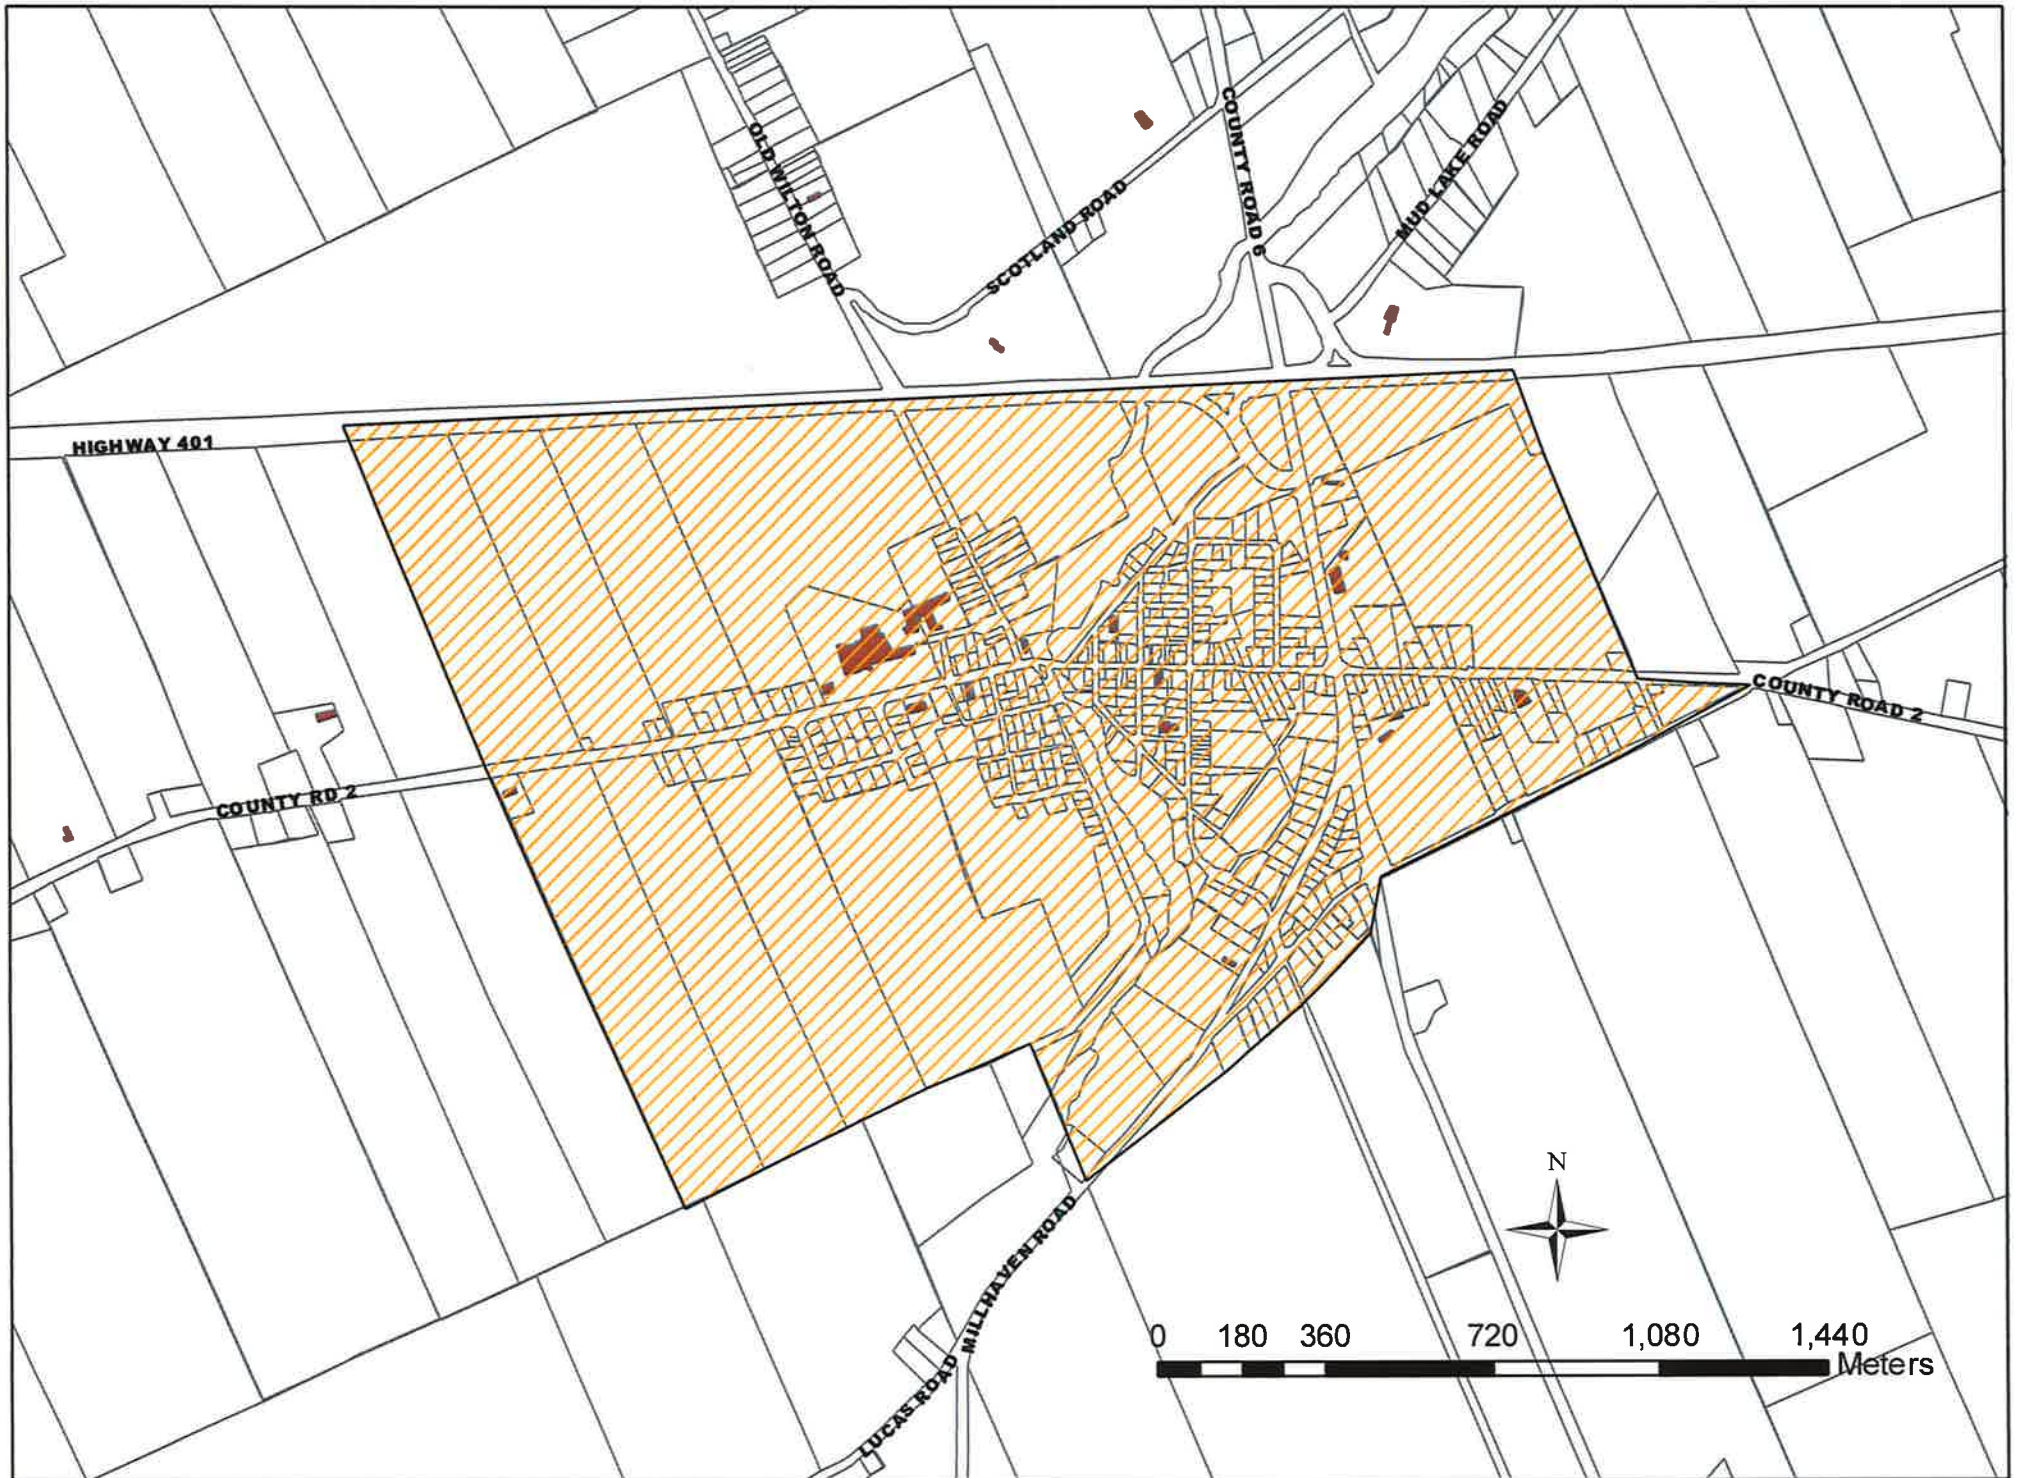 OLD WILTON ROAD
SCOTLAND ROAD
COUNTY ROAD 6
MUD LAKE ROAD
HIGHWAY 401
COUNTY ROAD 2
COUNTY RD 2
N
MILLHAVEN ROAD
LUCAS ROAD
0 180 360 720 1,080 1,440
Meters